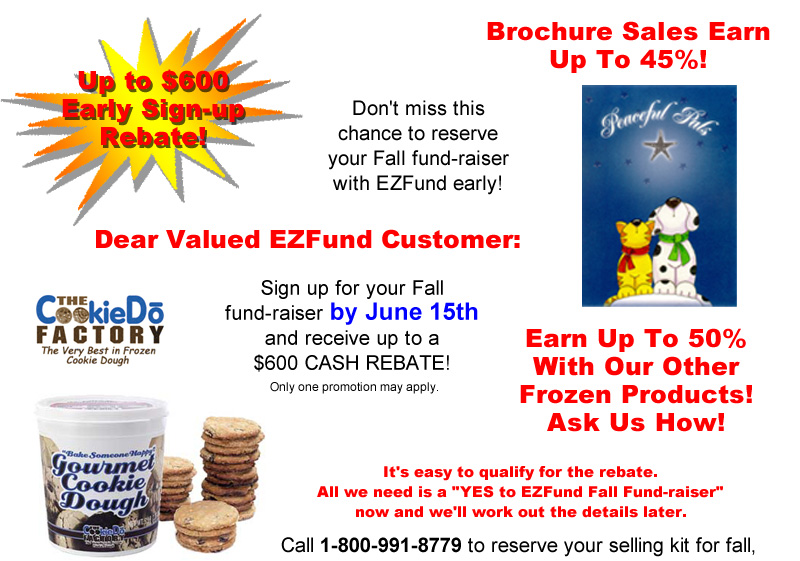 Brochure Sales Earn
Up To 45%!
Up to $600
Early Sign-up
Rebate!
Don't miss this
chance to reserve
your Fall fund-raiser
with EZFund early!
Peaceful Pals
Dear Valued EZFund Customer:
Sign up for your Fall
fund-raiser by June 15th
and receive up to a
$600 CASH REBATE!
Only one promotion may apply.
THE
CookieDō
FACTORY
The Very Best in Frozen
Cookie Dough
Earn Up To 50%
With Our Other
Frozen Products!
Ask Us How!
"Bake Someone Happy"
Gourmet
Cookie
Dough
THE
CookieDō
FACTORY
It's easy to qualify for the rebate.
All we need is a "YES to EZFund Fall Fund-raiser"
now and we'll work out the details later.
Call 1-800-991-8779 to reserve your selling kit for fall,